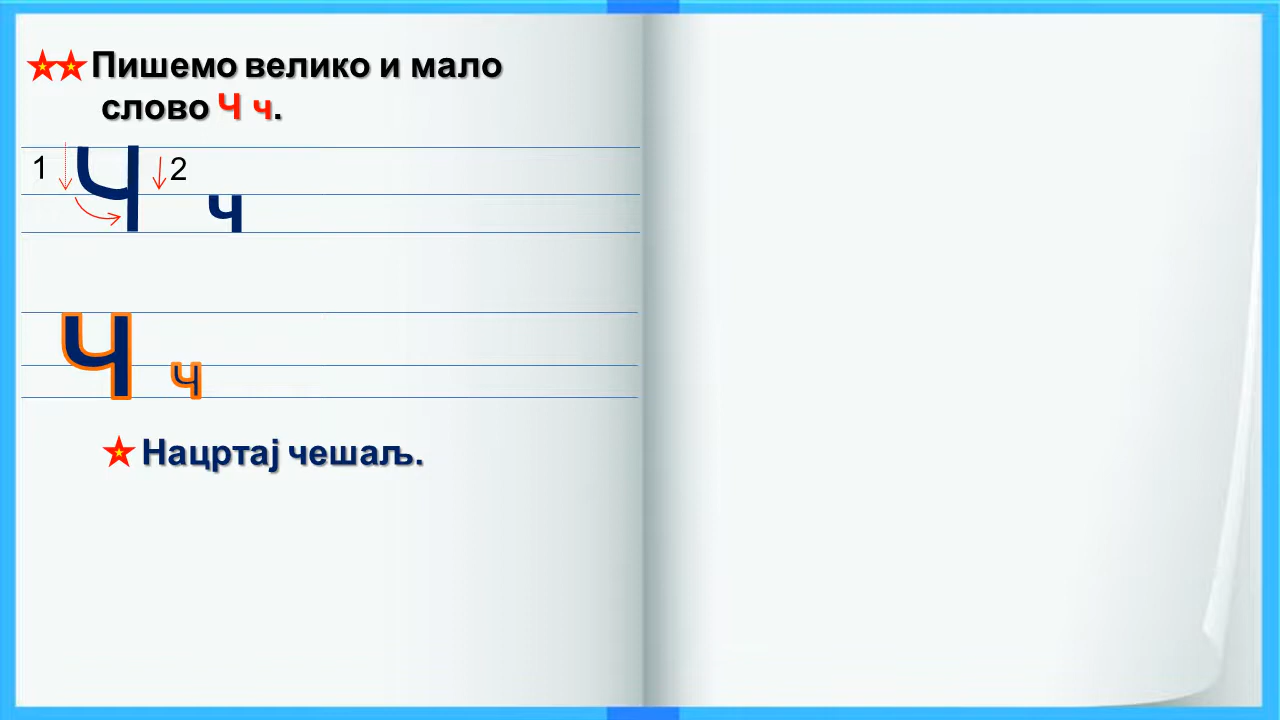 Пишемо велико и мало
слово Ч ч.
1 Ч 2 ч
Ч ч
Нацртај чешаљ.